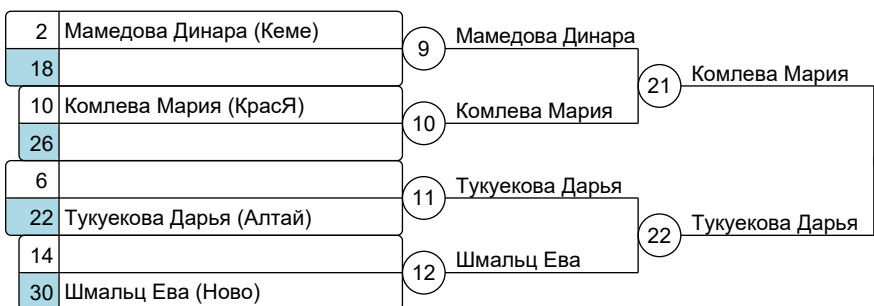 2 Мамедова Динара (Кеме)
18
10 Комлева Мария (КрасЯ)
26
6
22 Тукуекова Дарья (Алтай)
14
30 Шмальц Ева (Ново)
9 Мамедова Динара
10 Комлева Мария
11 Тукуекова Дарья
12 Шмальц Ева
21 Комлева Мария
22 Тукуекова Дарья